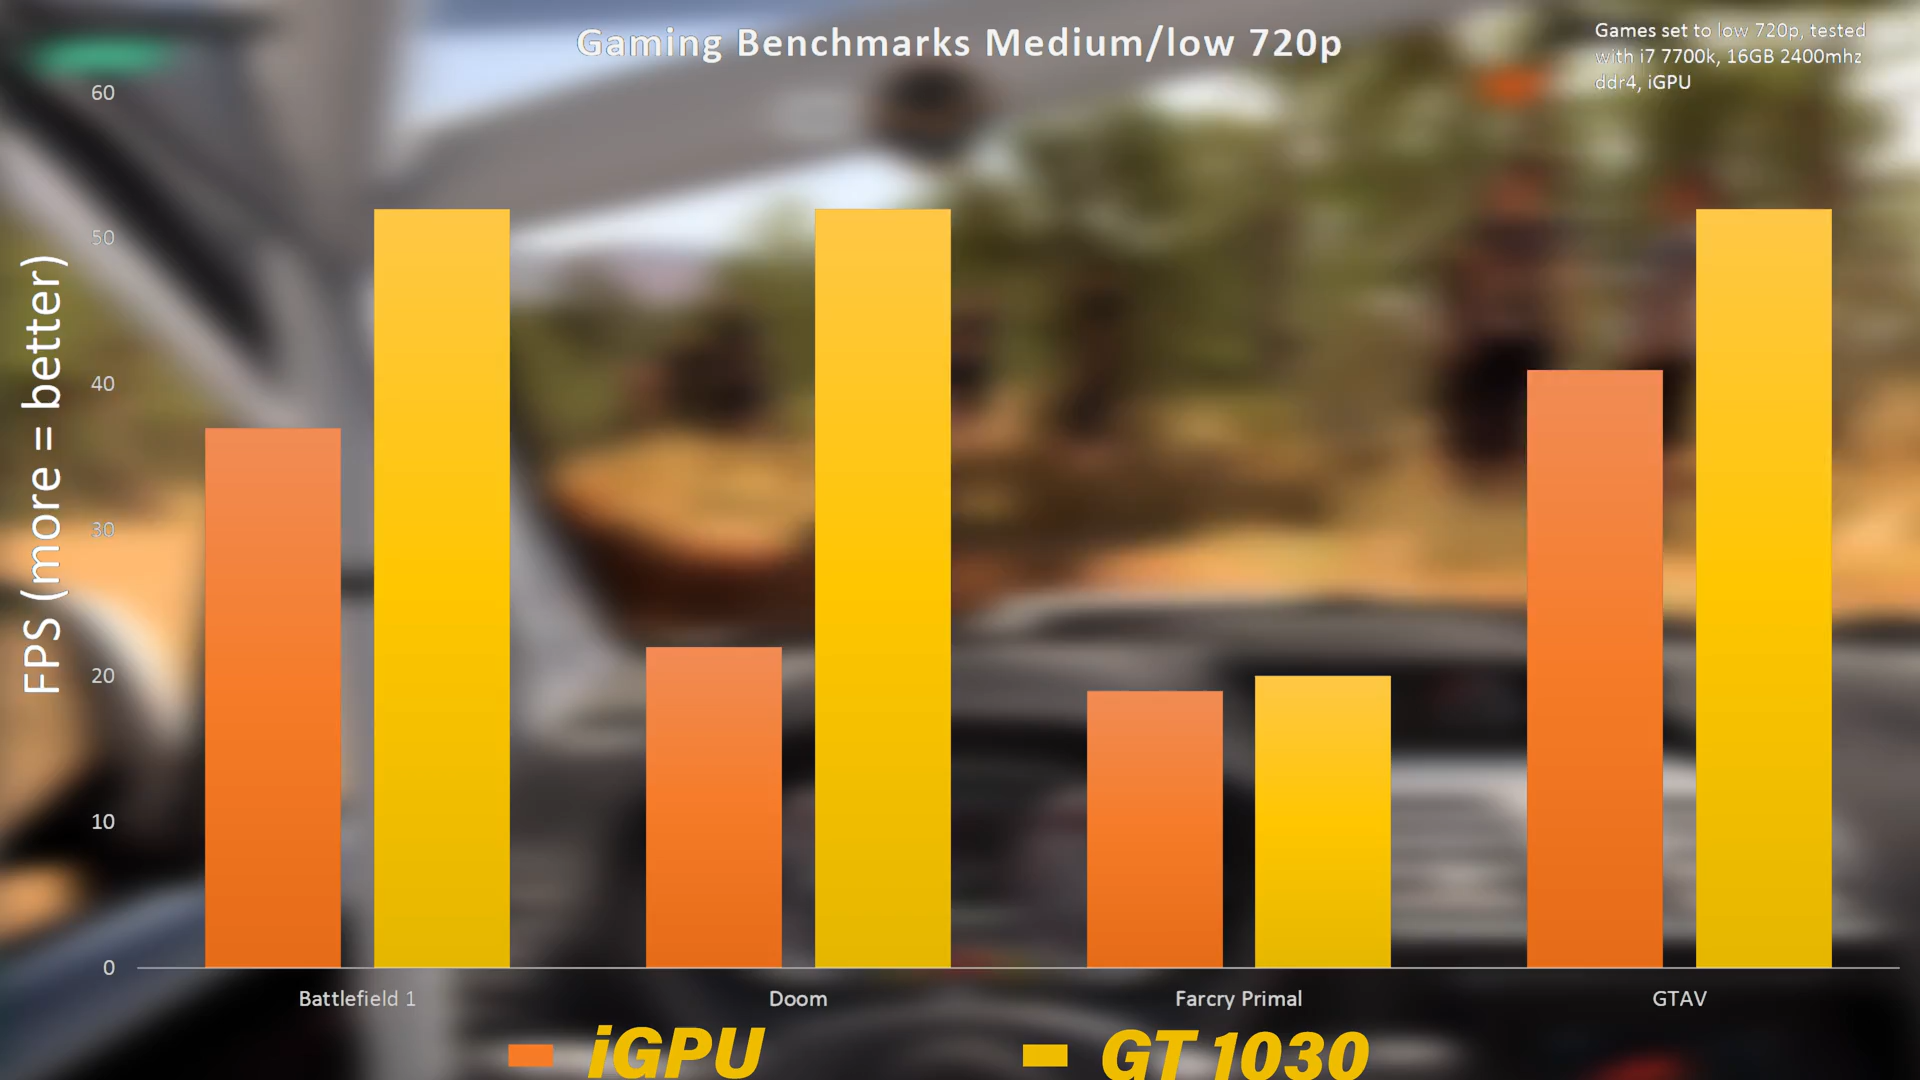 Gaming Benchmarks Medium/low 720p
Games set to low 720p, tested
with i7 7700k, 16GB 2400mhz
ddr4, iGPU
FPS (more = better)
60
50
40
30
20
10
0
Battlefield 1
Doom
Farcry Primal
GTAV
iGPU
GT 1030